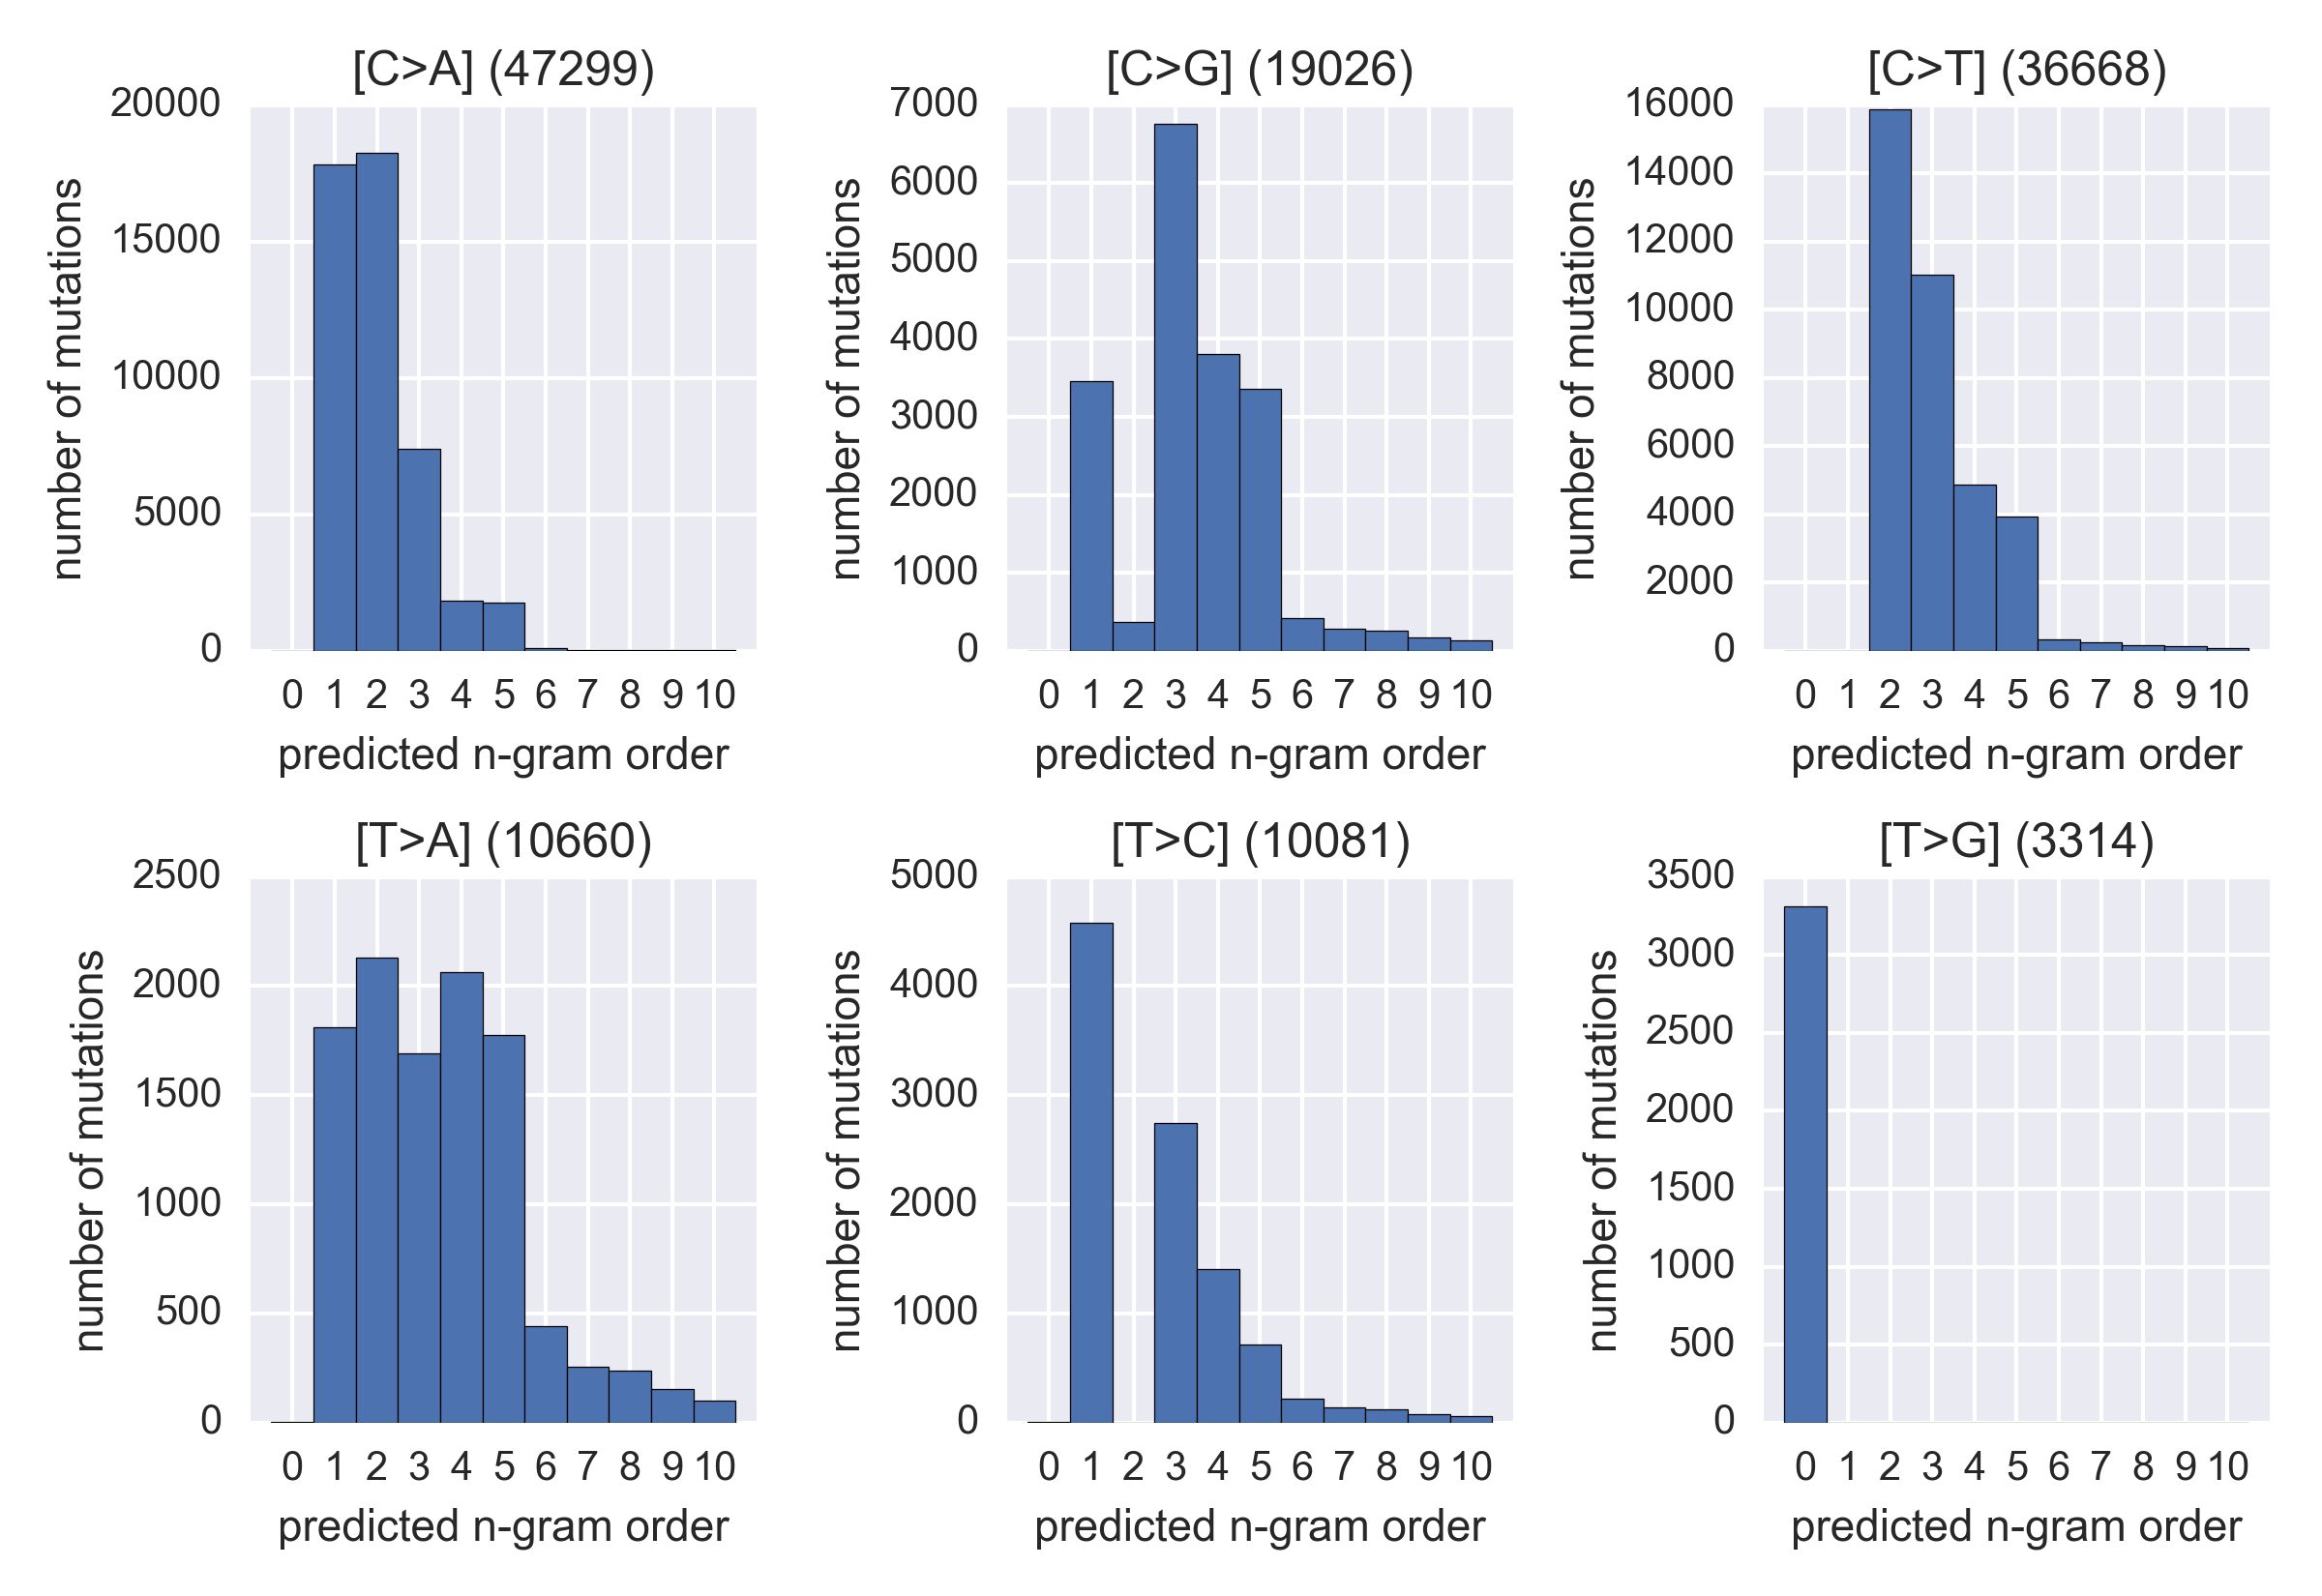 [C>A] (47299)
20000
15000
10000
5000
0
number of mutations
0 1 2 3 4 5 6 7 8 9 10
predicted n-gram order
[C>G] (19026)
7000
6000
5000
4000
3000
2000
1000
0
number of mutations
0 1 2 3 4 5 6 7 8 9 10
predicted n-gram order
[C>T] (36668)
16000
14000
12000
10000
8000
6000
4000
2000
0
number of mutations
0 1 2 3 4 5 6 7 8 9 10
predicted n-gram order
[T>A] (10660)
2500
2000
1500
1000
500
0
number of mutations
0 1 2 3 4 5 6 7 8 9 10
predicted n-gram order
[T>C] (10081)
5000
4000
3000
2000
1000
0
number of mutations
0 1 2 3 4 5 6 7 8 9 10
predicted n-gram order
[T>G] (3314)
3500
3000
2500
2000
1500
1000
500
0
number of mutations
0 1 2 3 4 5 6 7 8 9 10
predicted n-gram order